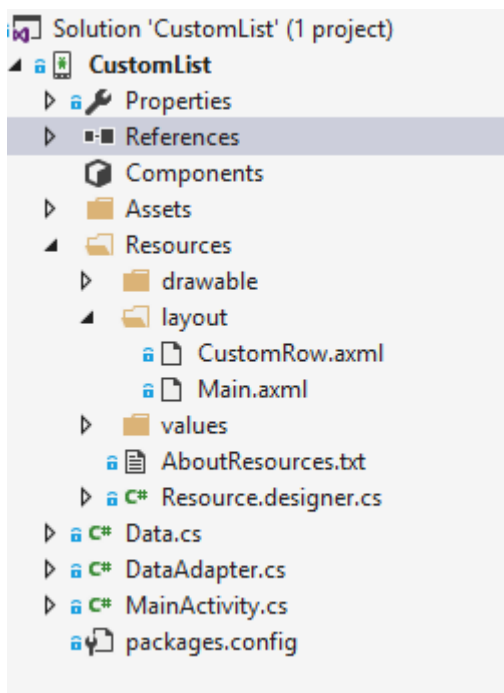 Solution 'CustomList' (1 project)
CustomList
Properties
References
Components
Assets
Resources
drawable
layout
CustomRow.axml
Main.axml
values
AboutResources.txt
C# Resource.designer.cs
C# Data.cs
C# DataAdapter.cs
C# MainActivity.cs
packages.config